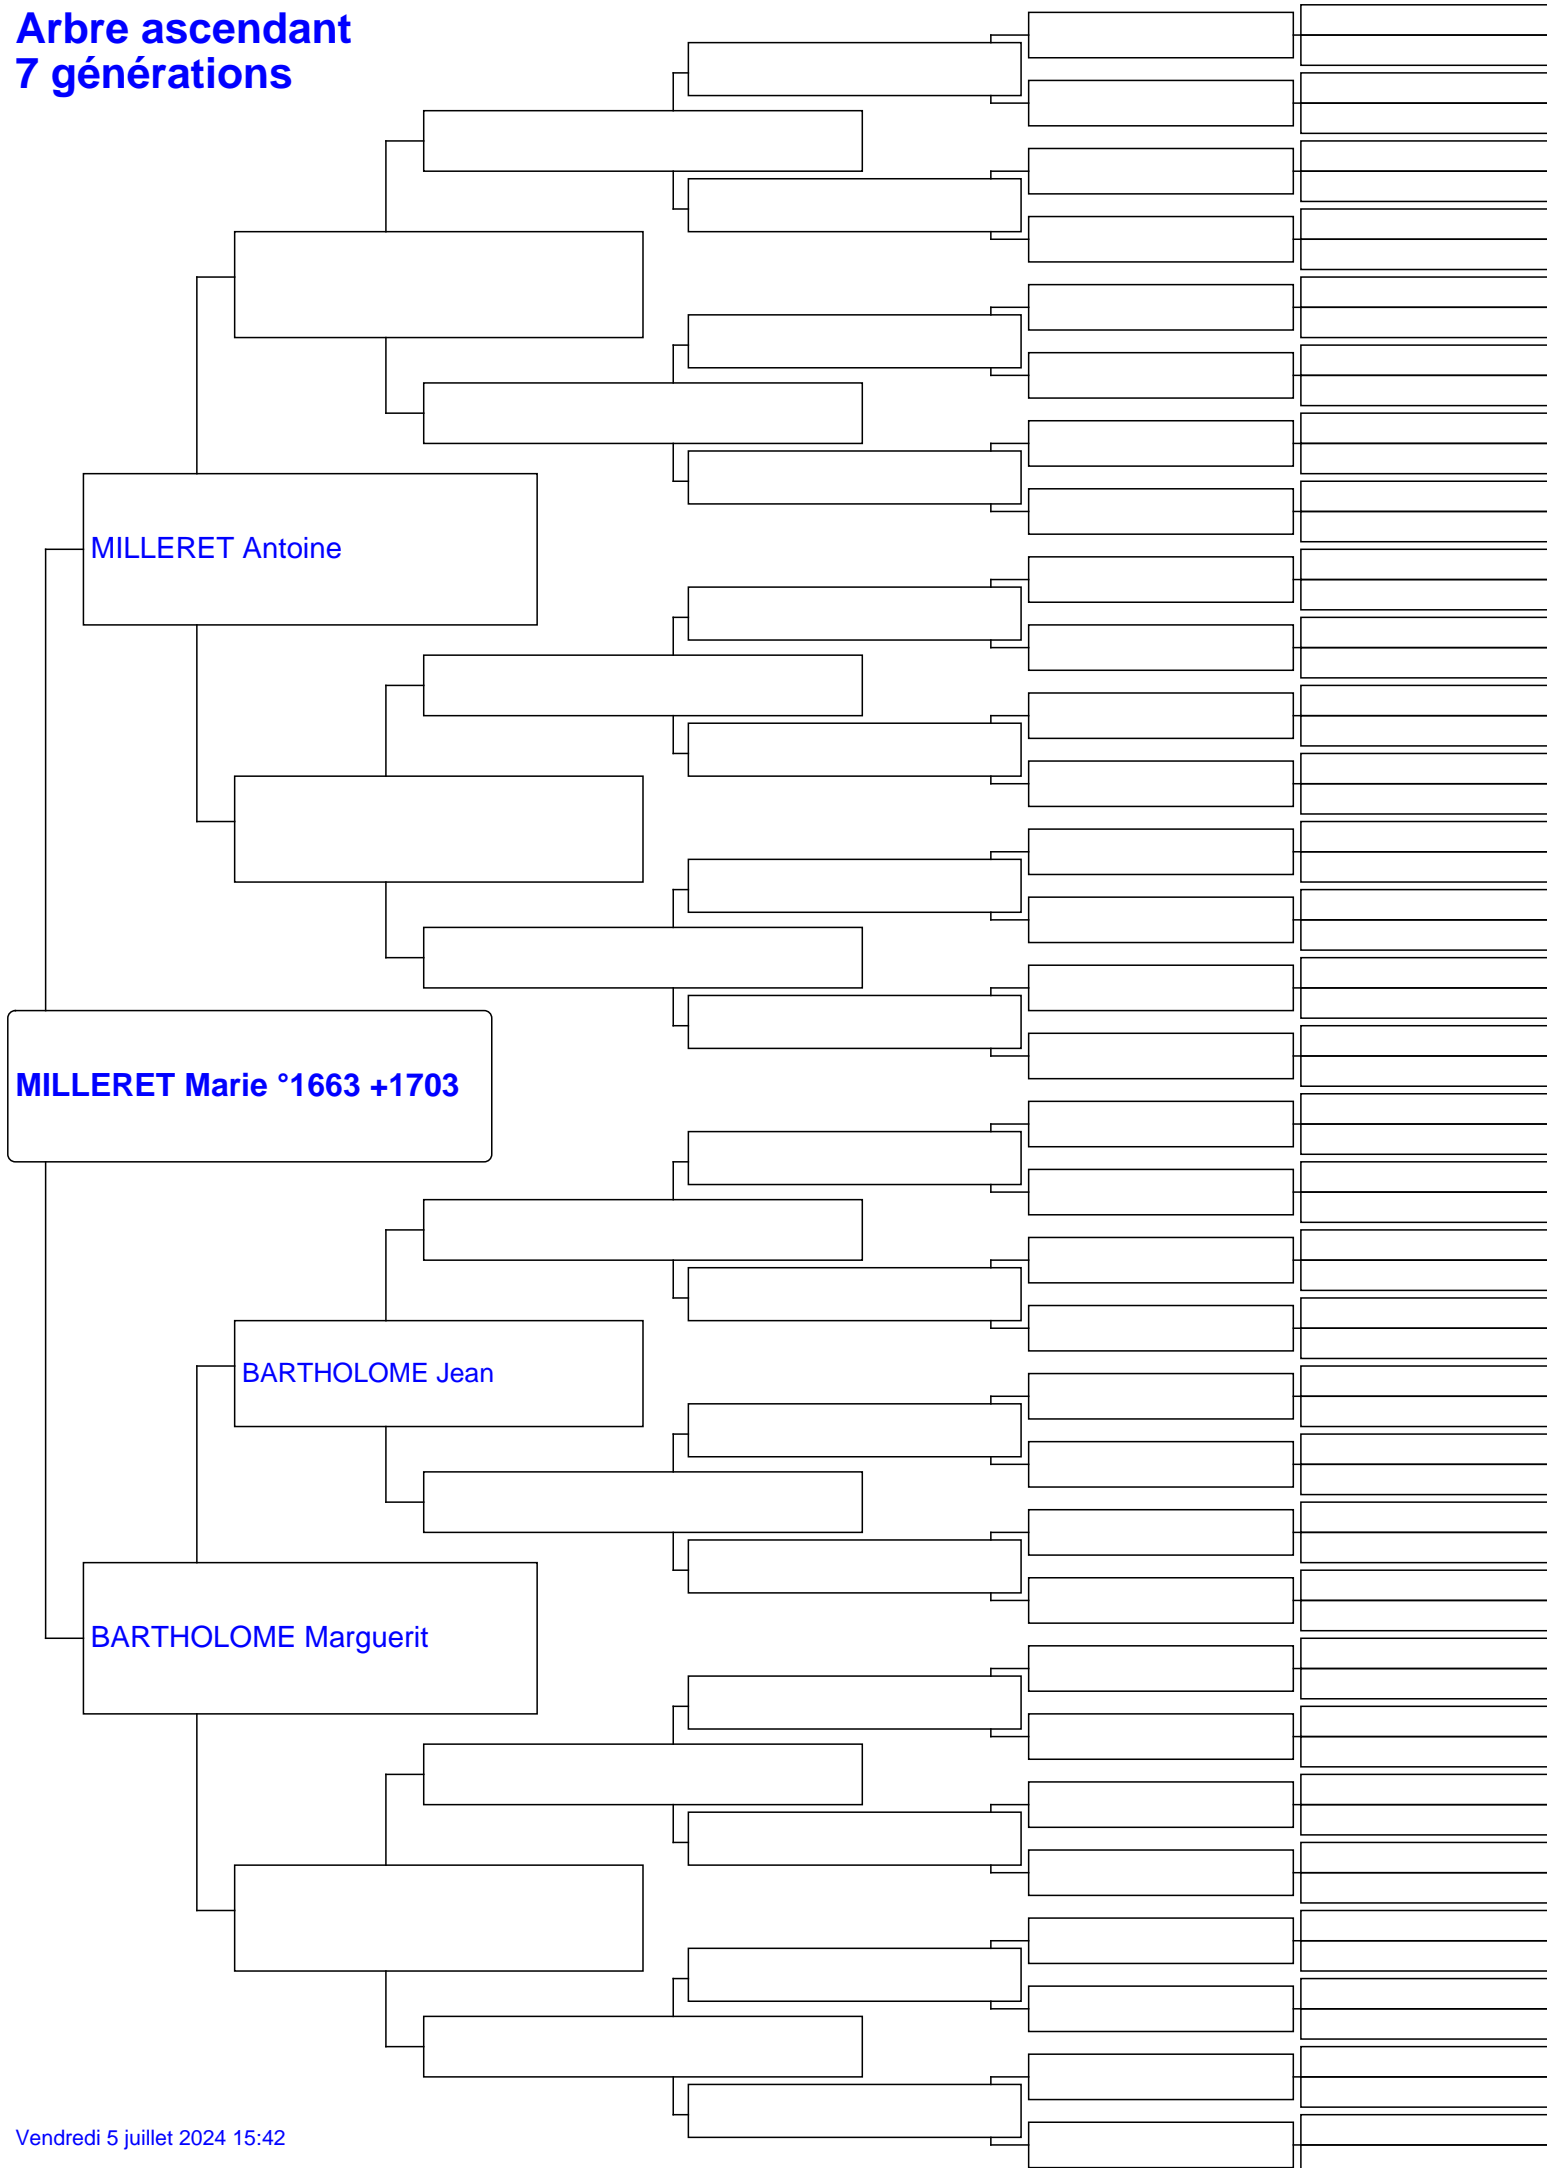 Arbre ascendant
7 générations
MILLERET Antoine
MILLERET Marie °1663 +1703
BARTHOLOME Jean
BARTHOLOME Marguerit
Vendredi 5 juillet 2024 15:42